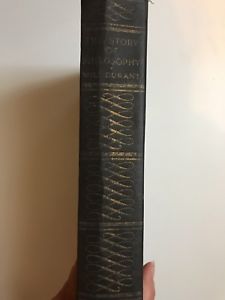 THE STORY
OF
PHILOSOPHY
WILL DURANT